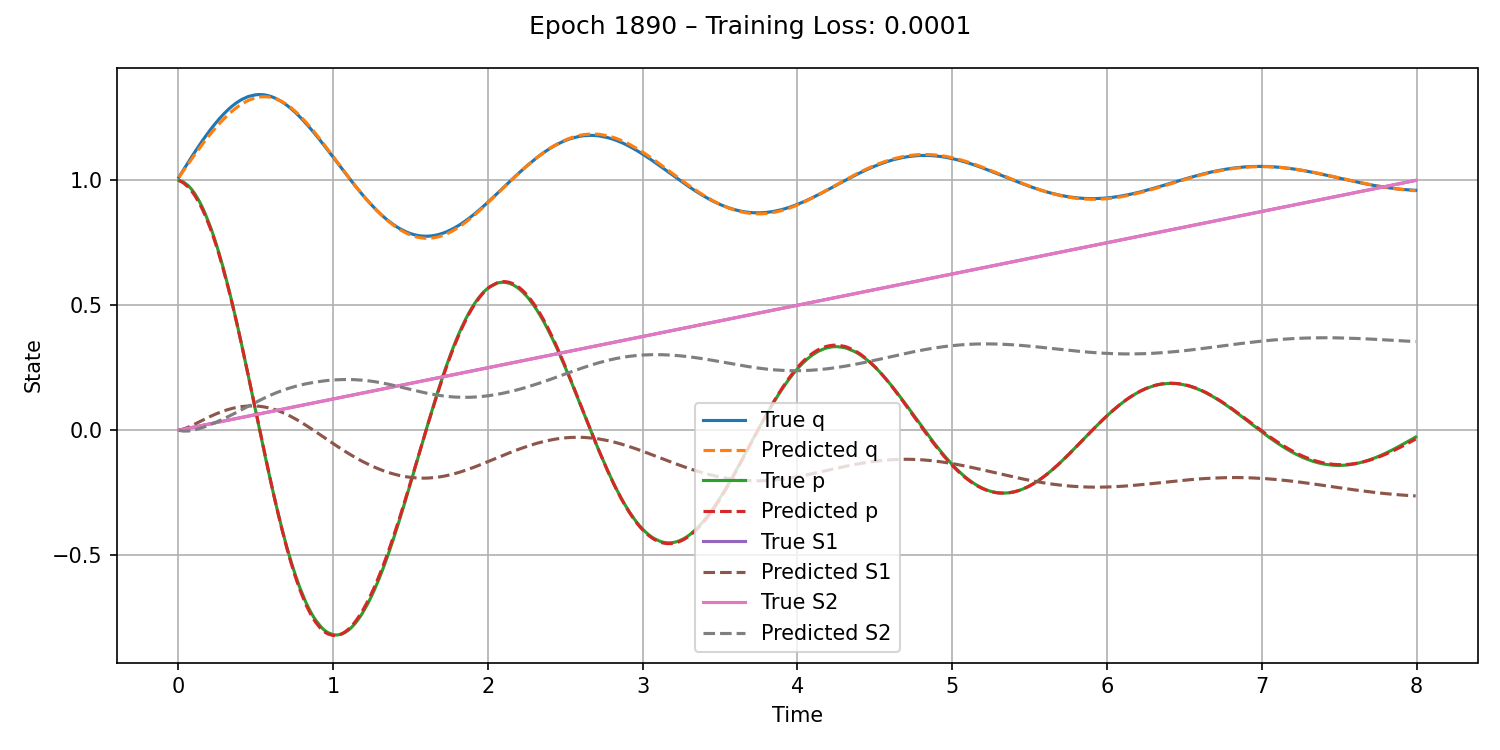 Epoch 1890 – Training Loss: 0.0001
State
1.0
0.5
0.0
−0.5
True q
Predicted q
True p
Predicted p
True S1
Predicted S1
True S2
Predicted S2
0 1 2 3 4 5 6 7 8
Time